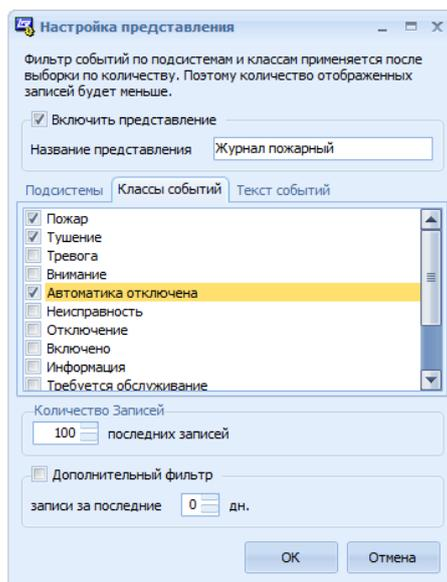 Настройка представления
Фильтр событий по подсистемам и классам применяется после
выборки по количеству. Поэтому количество отображенных
записей будет меньше.
Включить представление
Название представления Журнал пожарный
Подсистемы Классы событий Текст событий
Пожар
Тушение
Тревога
Внимание
Автоматика отключена
Неисправность
Отключение
Включено
Информация
Требуется обслуживание
Количество Записей
100 последних записей
Дополнительный фильтр
записи за последние 0 дн.
ОК Отмена